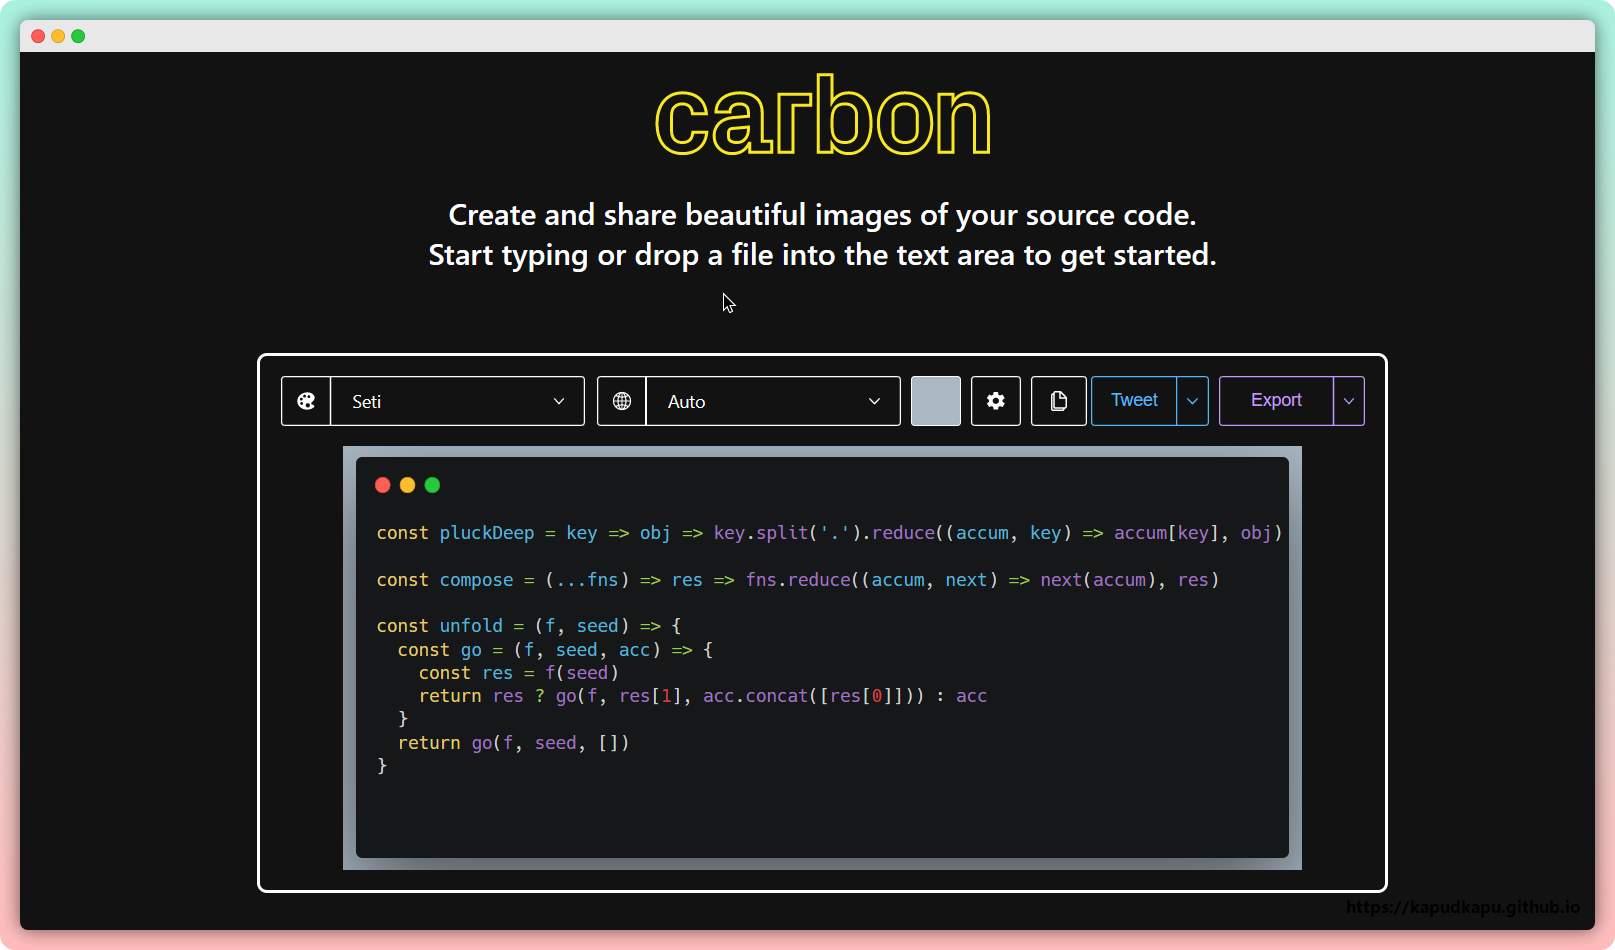 carbon
Create and share beautiful images of your source code.
Start typing or drop a file into the text area to get started.
Seti
Auto
Tweet
Export
const pluckDeep = key => obj => key.split('.').reduce((accum, key) => accum[key], obj)
const compose = (...fns) => res => fns.reduce((accum, next) => next(accum), res)
const unfold = (f, seed) => {
  const go = (f, seed, acc) => {
    const res = f(seed)
    return res ? go(f, res[1], acc.concat([res[0]])) : acc
  }
  return go(f, seed, [])
}
https://kapudkapu.github.io